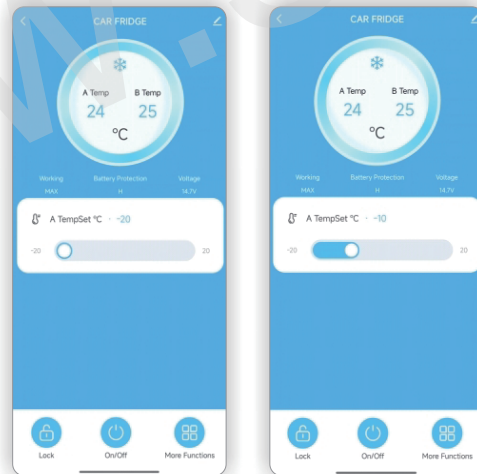 CAR FRIDGE
A Temp B Temp
24 25
°C
Working Battery Protection Voltage
MAX H 14.7V
A TempSet °C · -20
-20 20
Lock On/Off More Functions
CAR FRIDGE
A Temp B Temp
24 25
°C
Working Battery Protection Voltage
MAX H 14.7V
A TempSet °C · -10
-20 20
Lock On/Off More Functions